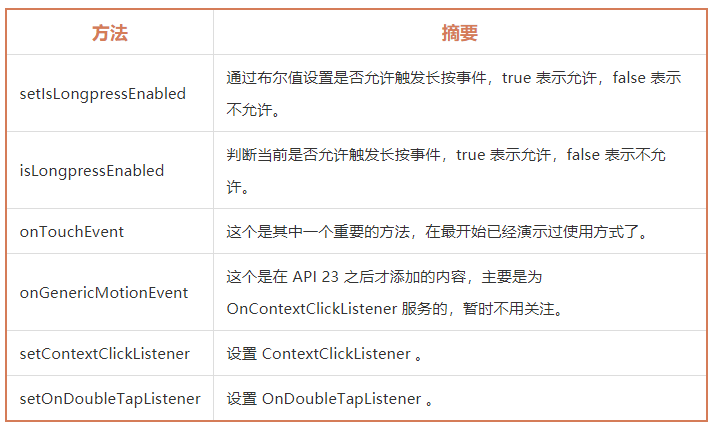 方法 摘要
setIsLongpressEnabled 通过布尔值设置是否允许触发长按事件，true 表示允许，false 表示
不允许。
isLongpressEnabled 判断当前是否允许触发长按事件，true 表示允许，false 表示不允
许。
onTouchEvent 这个是其中一个重要的方法，在最开始已经演示过使用方式了。
onGenericMotionEvent 这个是在 API 23 之后才添加的内容，主要是为
OnContextClickListener 服务的，暂时不用关注。
setContextClickListener 设置 ContextClickListener 。
setOnDoubleTapListener 设置 OnDoubleTapListener 。